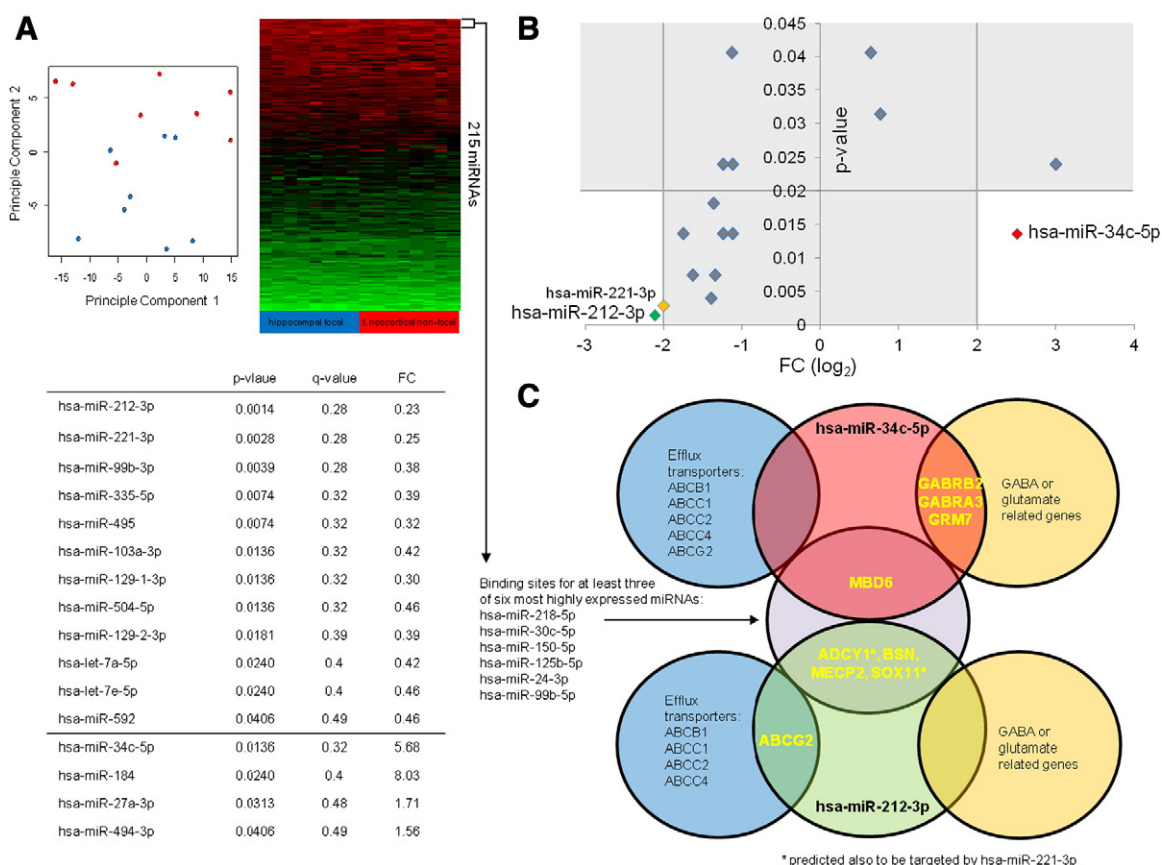 A
Principle Component 2
5
0
-5
-15
-10
-5
0
5
10
15
Principle Component 1
hippocampal focal
t. neocortical non-focal
215 miRNAs
p-vlaue q-value FC
hsa-miR-212-3p 0.0014 0.28 0.23
hsa-miR-221-3p 0.0028 0.28 0.25
hsa-miR-99b-3p 0.0039 0.28 0.38
hsa-miR-335-5p 0.0074 0.32 0.39
hsa-miR-495 0.0074 0.32 0.32
hsa-miR-103a-3p 0.0136 0.32 0.42
hsa-miR-129-1-3p 0.0136 0.32 0.30
hsa-miR-504-5p 0.0136 0.32 0.46
hsa-miR-129-2-3p 0.0181 0.39 0.39
hsa-let-7a-5p 0.0240 0.4 0.42
hsa-let-7e-5p 0.0240 0.4 0.46
hsa-miR-592 0.0406 0.49 0.46
hsa-miR-34c-5p 0.0136 0.32 5.68
hsa-miR-184 0.0240 0.4 8.03
hsa-miR-27a-3p 0.0313 0.48 1.71
hsa-miR-494-3p 0.0406 0.49 1.56
Binding sites for at least three
of six most highly expressed miRNAs:
hsa-miR-218-5p
hsa-miR-30c-5p
hsa-miR-150-5p
hsa-miR-125b-5p
hsa-miR-24-3p
hsa-miR-99b-5p
B
0.045
0.04
0.035
0.03
0.025
0.02
0.015
0.01
0.005
0
p-value
hsa-miR-34c-5p
hsa-miR-221-3p
hsa-miR-212-3p
-3 -2 -1 0 1 2 3 4
FC (log2)
C
hsa-miR-34c-5p
Efflux
transporters:
ABCB1
ABCC1
ABCC2
ABCC4
ABCG2
GABRB2
GABRA3
GRM7
GABA or
glutamate
related genes
MBD6
ADCY1*, BSN,
MECP2, SOX11*
Efflux
transporters:
ABCB1
ABCC1
ABCC2
ABCC4
ABCG2
GABA or
glutamate
related genes
hsa-miR-212-3p
* predicted also to be targeted by hsa-miR-221-3p